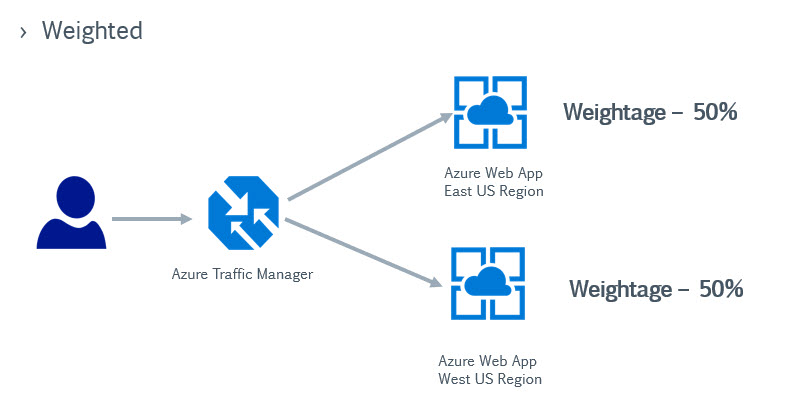 › Weighted
Weightage – 50%
Azure Web App
East US Region
Azure Traffic Manager
Weightage – 50%
Azure Web App
West US Region